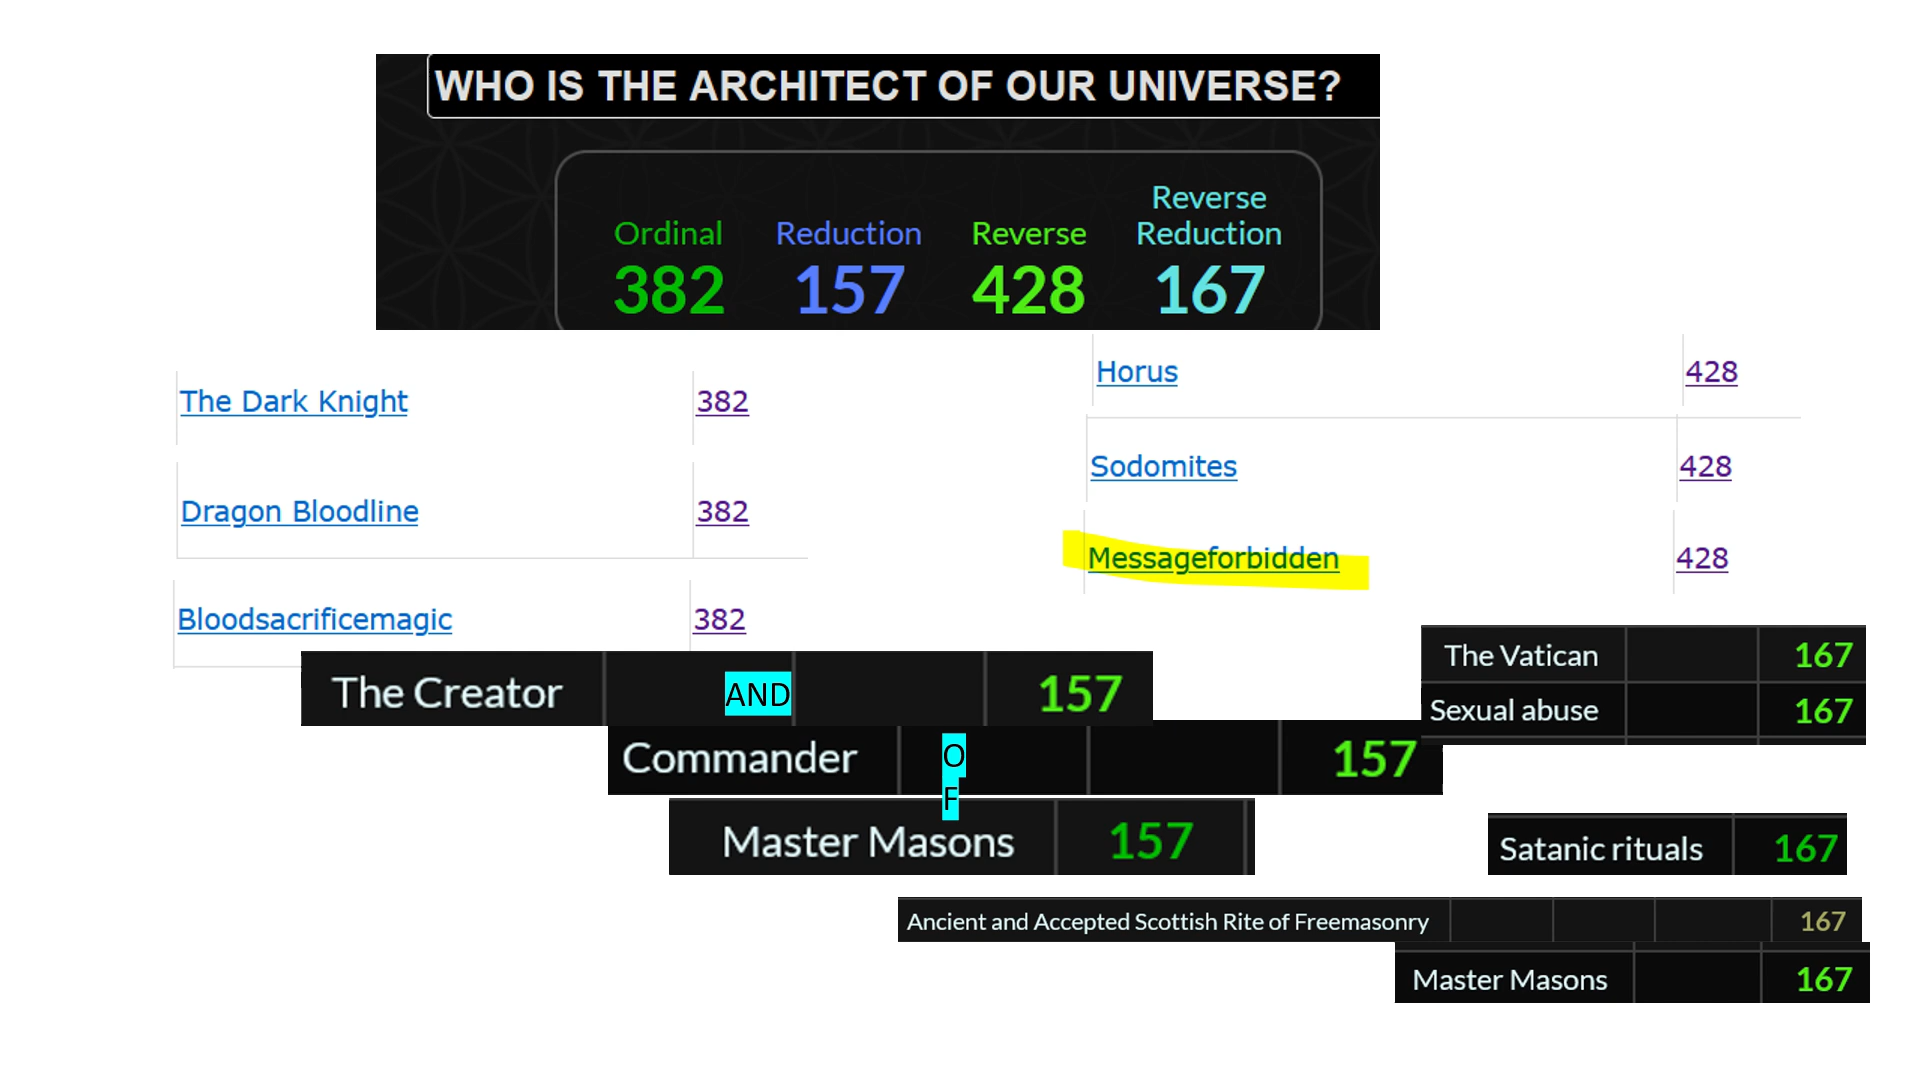 WHO IS THE ARCHITECT OF OUR UNIVERSE?
Ordinal Reduction Reverse Reverse Reduction
382 157 428 167
The Dark Knight 382
Dragon Bloodline 382
Bloodsacrificemagic 382
Horus 428
Sodomites 428
Messageforbidden 428
The Creator AND 157
Commander OF 157
Master Masons 157
The Vatican 167
Sexual abuse 167
Satanic rituals 167
Ancient and Accepted Scottish Rite of Freemasonry 167
Master Masons 167